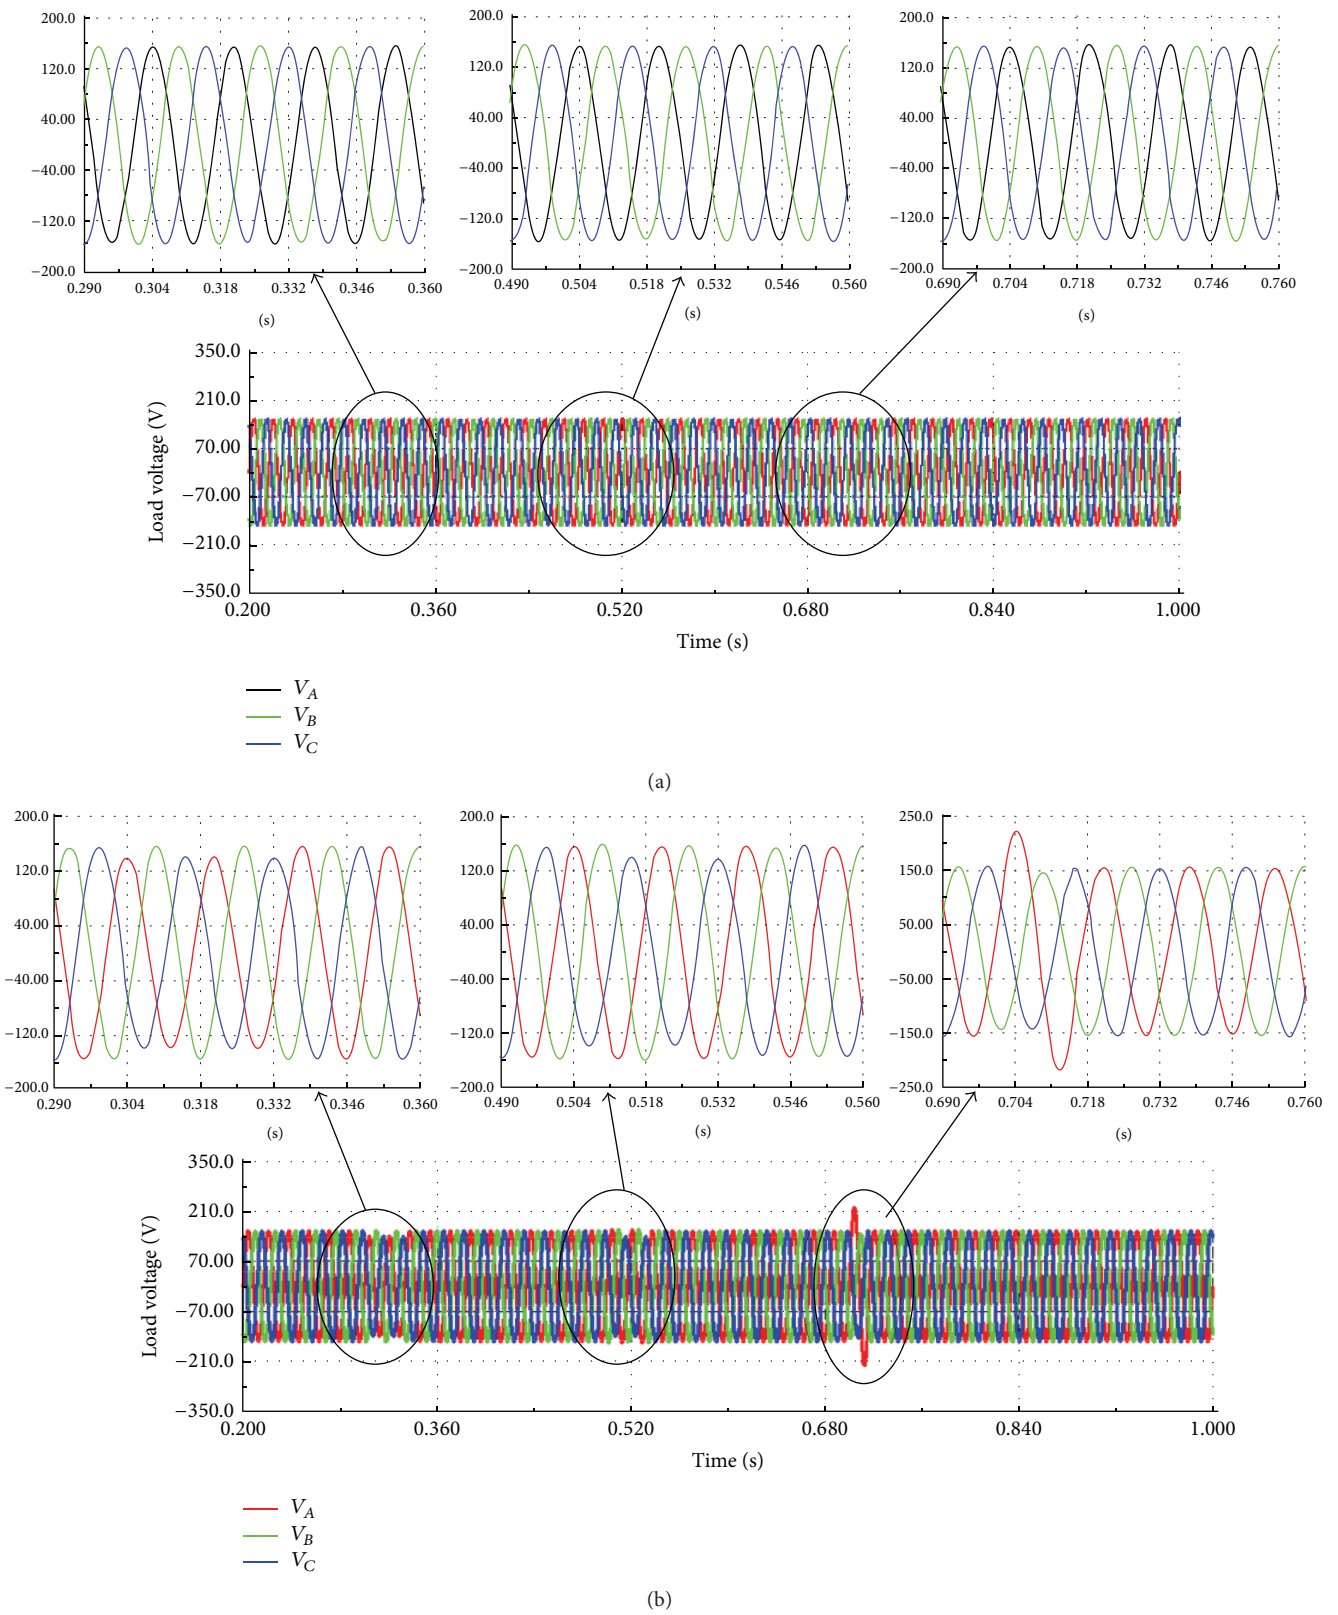 200.0 200.0 200.0
120.0 120.0 120.0
40.00 40.00 40.00
−40.00 −40.00 −40.00
−120.0 −120.0 −120.0
−200.0 −200.0 −200.0
0.290 0.304 0.318 0.332 0.346 0.360 0.490 0.504 0.518 0.532 0.546 0.560 0.690 0.704 0.718 0.732 0.746 0.760
(s) (s) (s)
350.0
210.0
70.00
−70.00
−210.0
−350.0
Load voltage (V)
0.200 0.360 0.520 0.680 0.840 1.000
Time (s)
V_A
V_B
V_C
(a)
200.0 200.0 250.0
120.0 120.0 150.0
40.00 40.00 50.00
−40.00 −40.00 −50.00
−120.0 −120.0 −150.0
−200.0 −200.0 −250.0
0.290 0.304 0.318 0.332 0.346 0.360 0.490 0.504 0.518 0.532 0.546 0.560 0.690 0.704 0.718 0.732 0.746 0.760
(s) (s) (s)
350.0
210.0
70.00
−70.00
−210.0
−350.0
Load voltage (V)
0.200 0.360 0.520 0.680 0.840 1.000
Time (s)
V_A
V_B
V_C
(b)